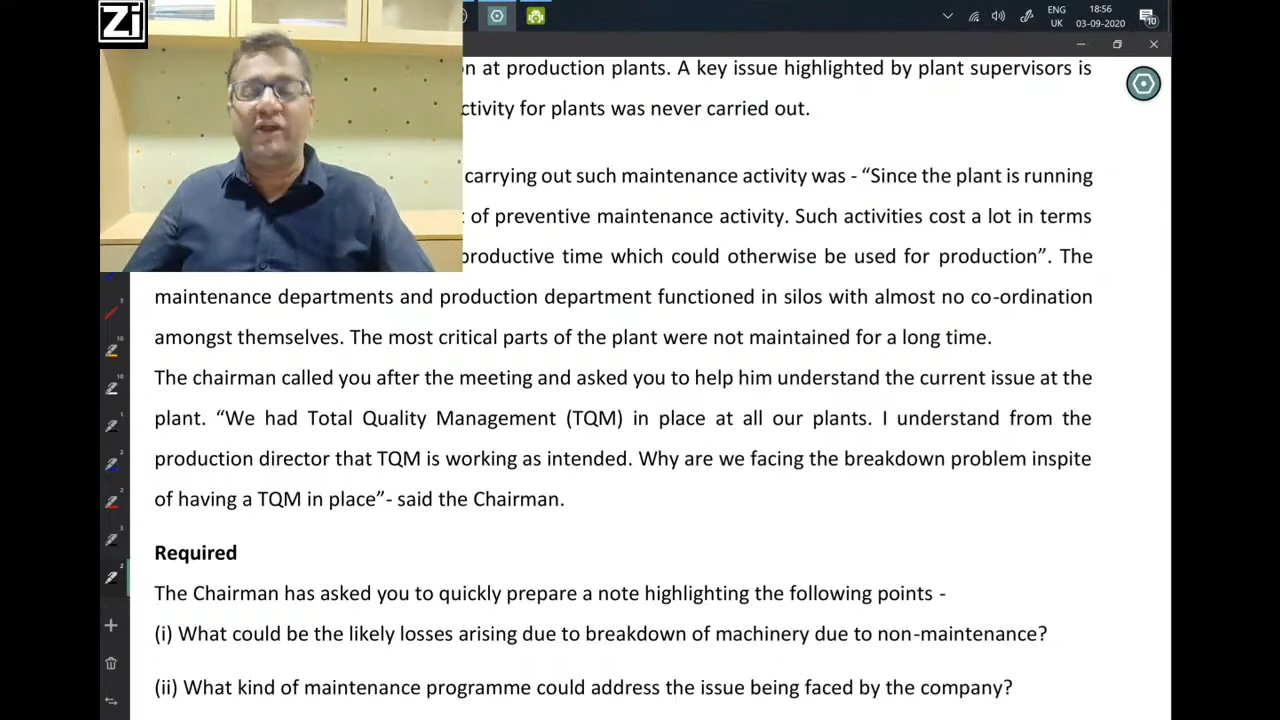 Zi
ENG
UK
18:56
03-09-2020
10
n at production plants. A key issue highlighted by plant supervisors is
ctivity for plants was never carried out.
carrying out such maintenance activity was - “Since the plant is running
t of preventive maintenance activity. Such activities cost a lot in terms
productive time which could otherwise be used for production”. The
maintenance departments and production department functioned in silos with almost no co-ordination
amongst themselves. The most critical parts of the plant were not maintained for a long time.
The chairman called you after the meeting and asked you to help him understand the current issue at the
plant. “We had Total Quality Management (TQM) in place at all our plants. I understand from the
production director that TQM is working as intended. Why are we facing the breakdown problem inspite
of having a TQM in place”- said the Chairman.
Required
The Chairman has asked you to quickly prepare a note highlighting the following points -
(i) What could be the likely losses arising due to breakdown of machinery due to non-maintenance?
(ii) What kind of maintenance programme could address the issue being faced by the company?